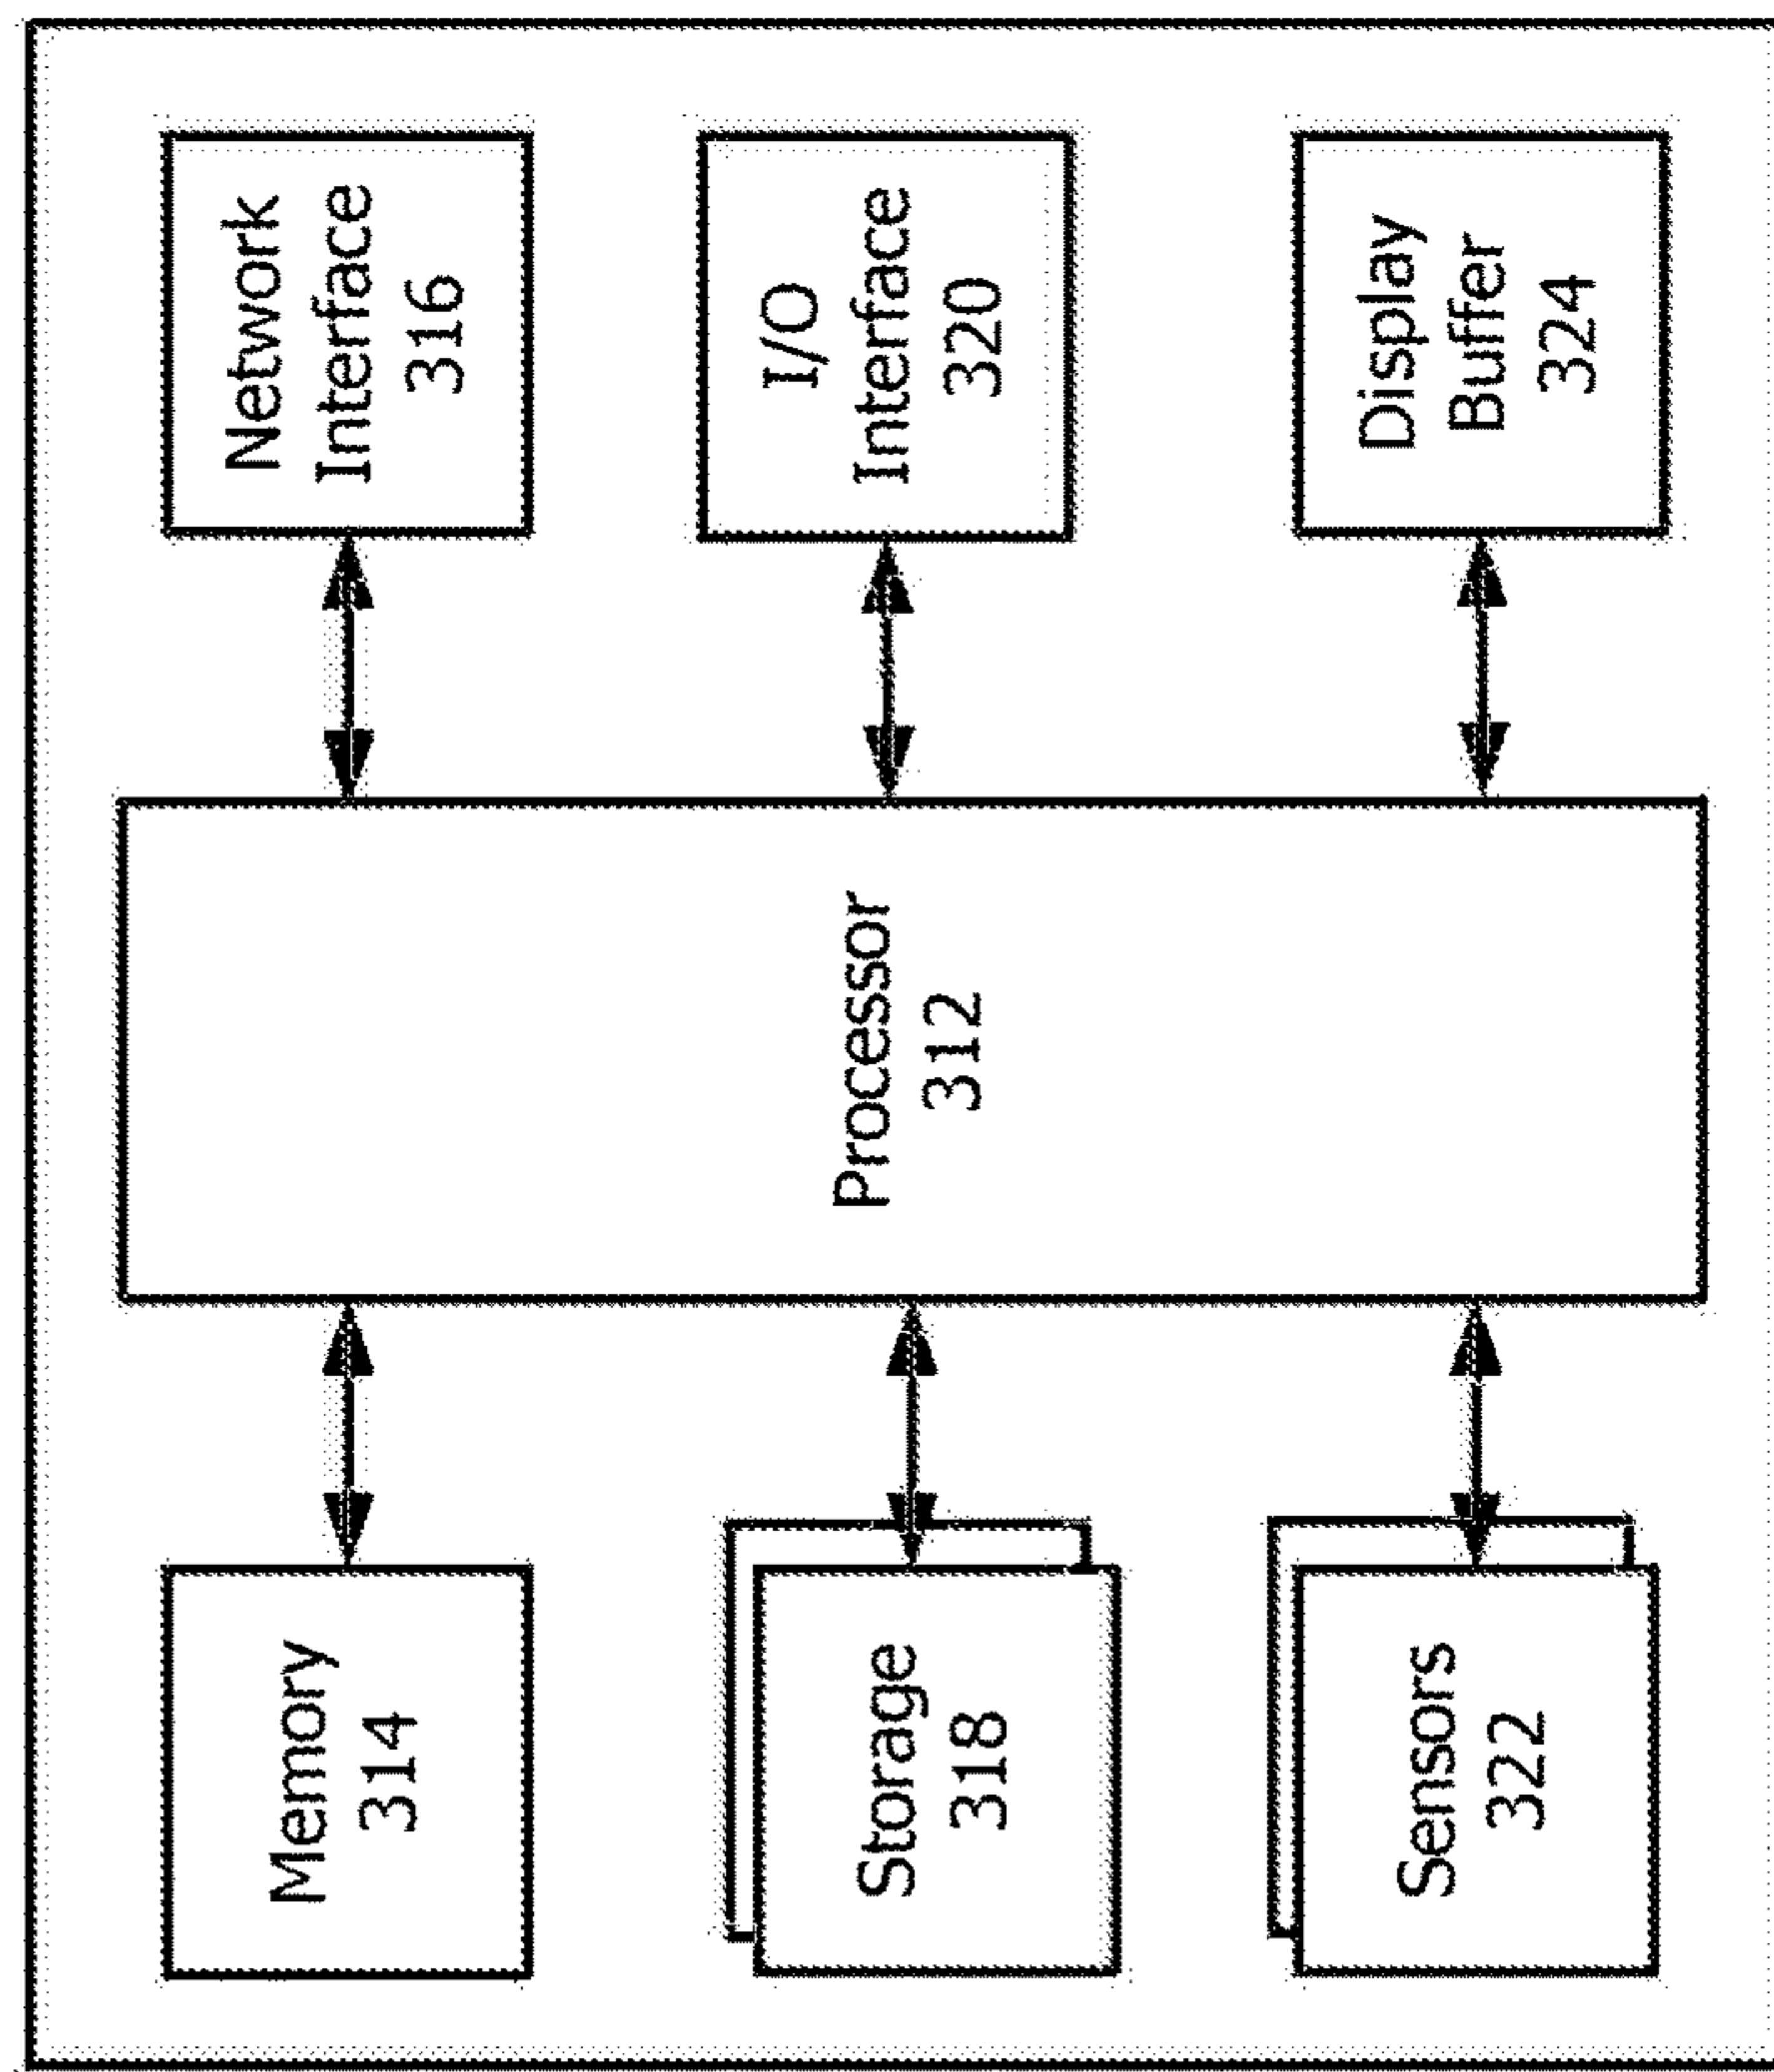 Memory
314
Processor
312
Network
Interface
316
Storage
318
I/O
Interface
320
Sensors
322
Display
Buffer
324